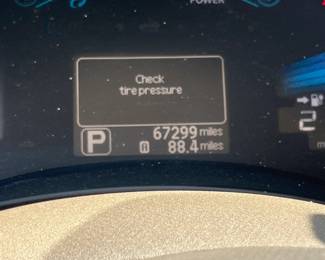 POWER
Check
tire pressure
2
P 67299 miles
A 88.4 miles